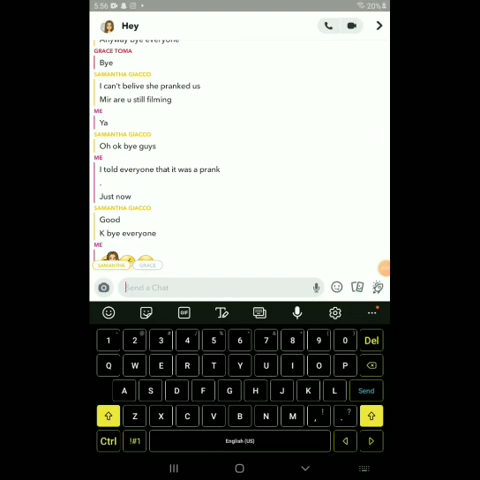 5:56
20%
Hey
Anyway bye everyone
GRACE TOMA
Bye
SAMANTHA GIACCO
I can't belive she pranked us
Mir are u still filming
ME
Ya
SAMANTHA GIACCO
Oh ok bye guys
ME
I told everyone that it was a prank
.
Just now
SAMANTHA GIACCO
Good
K bye everyone
ME
SAMANTHA
GRACE
Send a Chat
GIF
1 2 3 4 5 6 7 8 9 0 Del
Q W E R T Y U I O P
A S D F G H J K L Send
Z X C V B N M , ! . ?
Ctrl !#1 English (US)